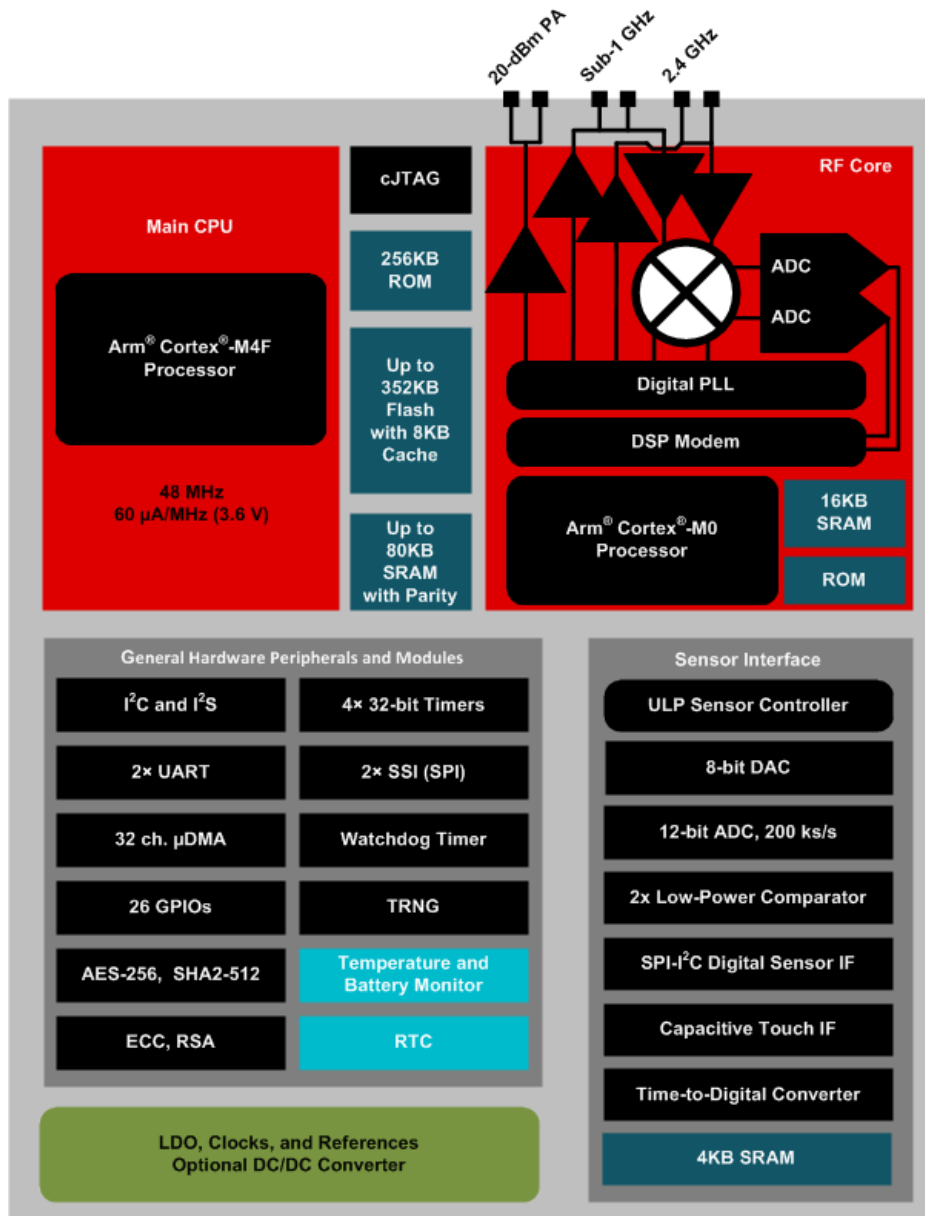 20-dBm PA
Sub-1 GHz
2.4 GHz
Main CPU
Arm® Cortex®-M4F
Processor
48 MHz
60 µA/MHz (3.6 V)
cJTAG
256KB
ROM
Up to
352KB
Flash
with 8KB
Cache
Up to
80KB
SRAM
with Parity
RF Core
ADC
ADC
Digital PLL
DSP Modem
Arm® Cortex®-M0
Processor
16KB
SRAM
ROM
General Hardware Peripherals and Modules
I²C and I²S
4× 32-bit Timers
2× UART
2× SSI (SPI)
32 ch. µDMA
Watchdog Timer
26 GPIOs
TRNG
AES-256, SHA2-512
Temperature and
Battery Monitor
ECC, RSA
RTC
LDO, Clocks, and References
Optional DC/DC Converter
Sensor Interface
ULP Sensor Controller
8-bit DAC
12-bit ADC, 200 ks/s
2x Low-Power Comparator
SPI-I²C Digital Sensor IF
Capacitive Touch IF
Time-to-Digital Converter
4KB SRAM